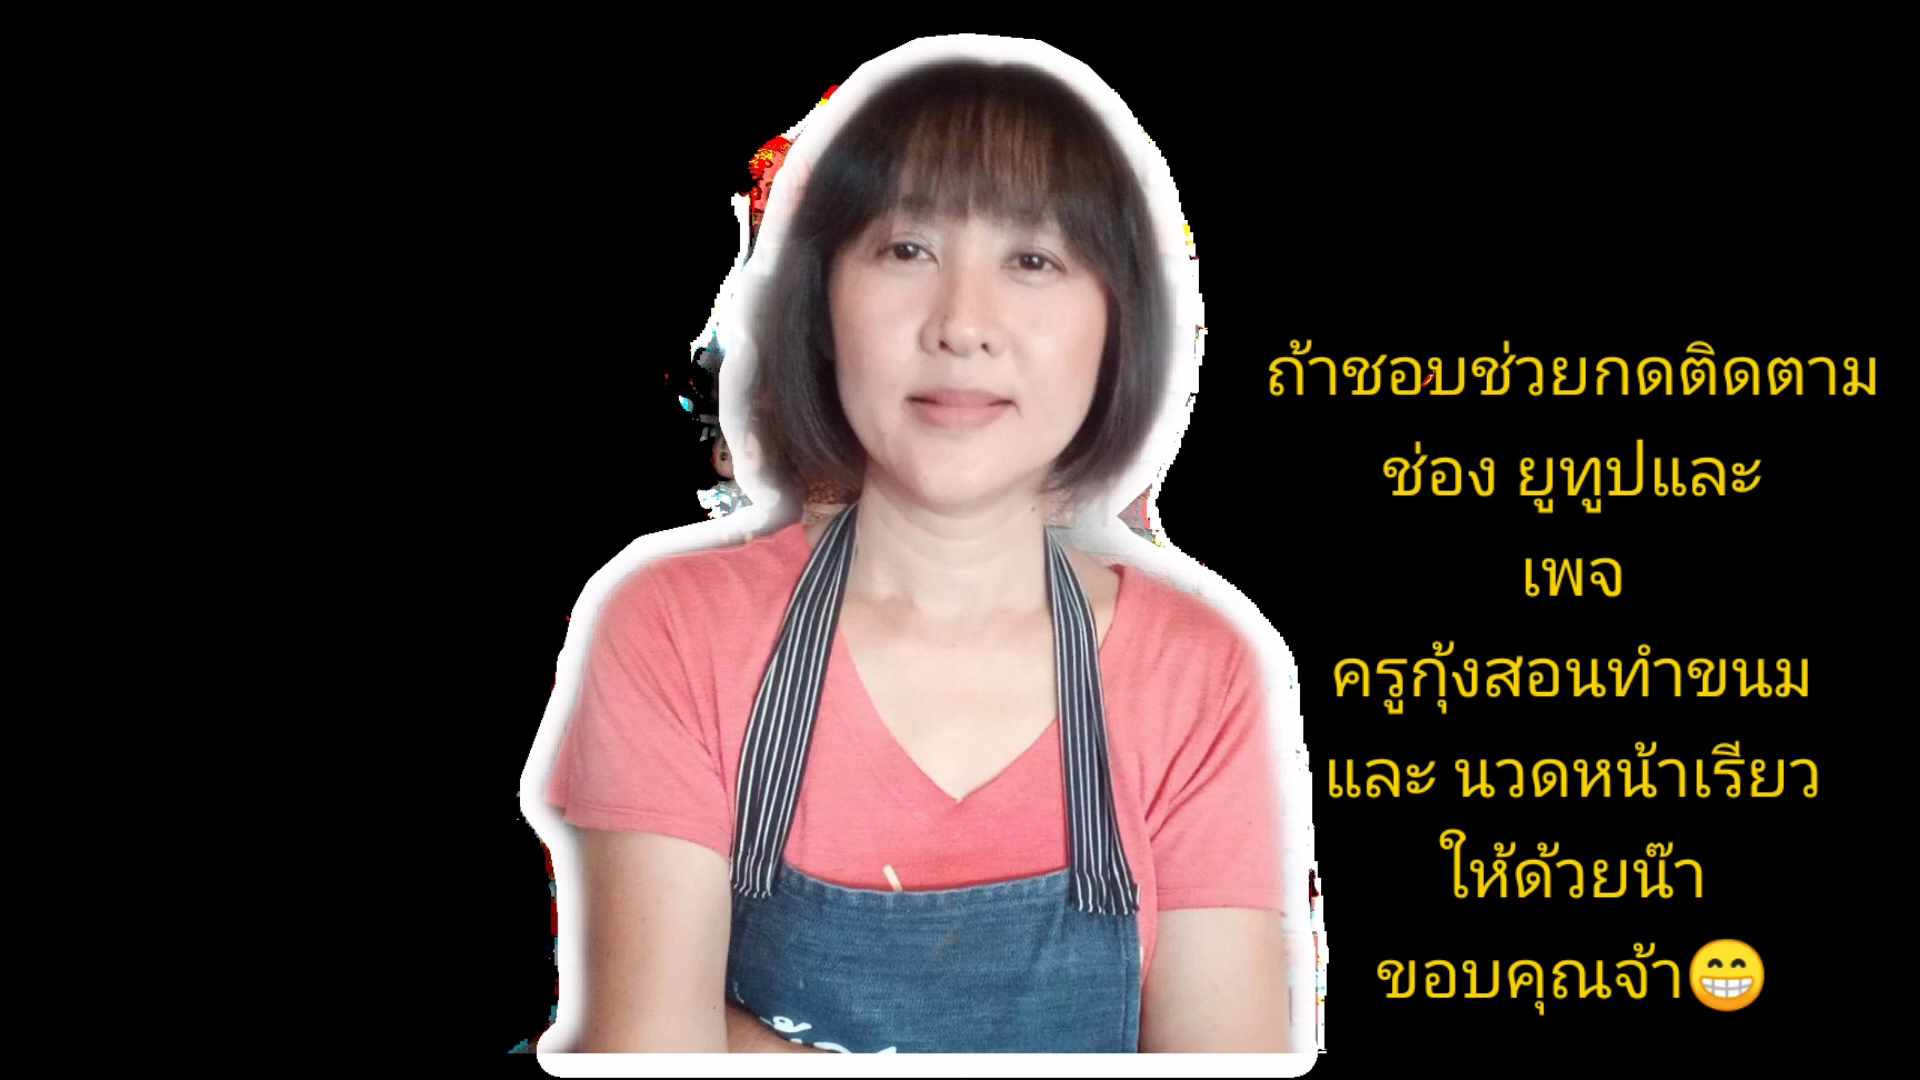 ถ้าชอบช่วยกดติดตาม
ช่อง ยูทูปและ
เพจ
ครูกุ้งสอนทำขนม
และ นวดหน้าเรียว
ให้ด้วยน๊า
ขอบคุณจ้า😁